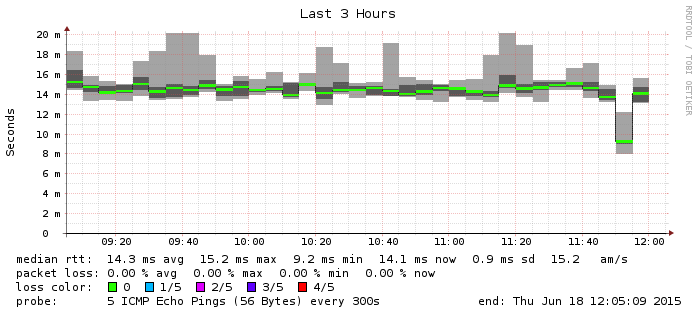 Last 3 Hours
RRDTOOL / TOBI OETIKER
Seconds
20 m
18 m
16 m
14 m
12 m
10 m
8 m
6 m
4 m
2 m
0
09:20 09:40 10:00 10:20 10:40 11:00 11:20 11:40 12:00
median rtt: 14.3 ms avg 15.2 ms max 9.2 ms min 14.1 ms now 0.9 ms sd 15.2 am/s
packet loss: 0.00 % avg 0.00 % max 0.00 % min 0.00 % now
loss color: 0 1/5 2/5 3/5 4/5
probe: 5 ICMP Echo Pings (56 Bytes) every 300s end: Thu Jun 18 12:05:09 2015